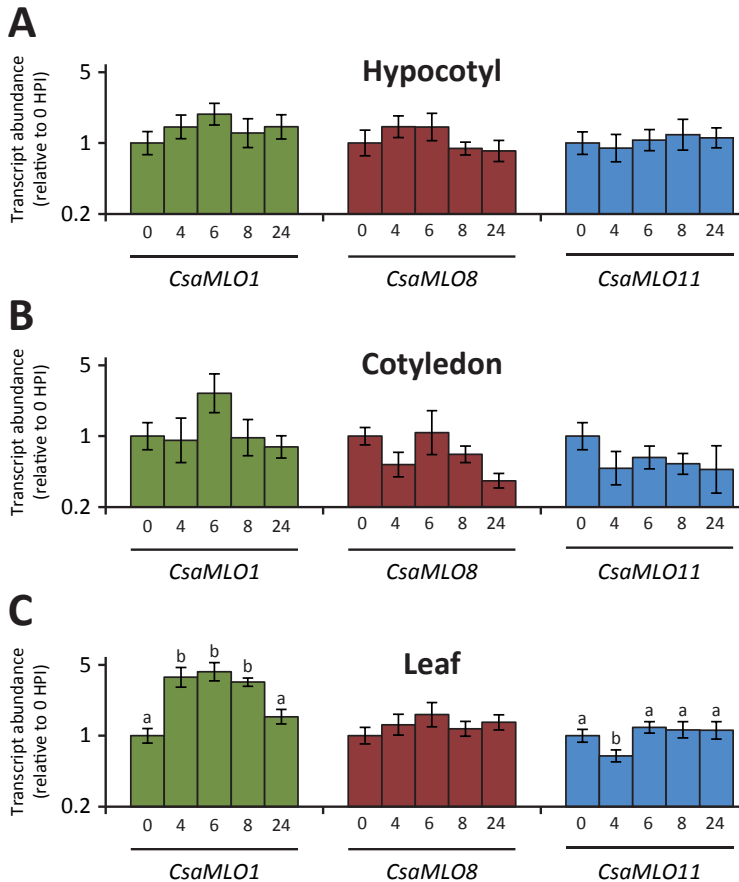 A
Hypocotyl
Transcript abundance
(relative to 0 HPI)
5
1
0.2
0 4 6 8 24 0 4 6 8 24 0 4 6 8 24
CsaMLO1 CsaMLO8 CsaMLO11
B
Cotyledon
Transcript abundance
(relative to 0 HPI)
5
1
0.2
0 4 6 8 24 0 4 6 8 24 0 4 6 8 24
CsaMLO1 CsaMLO8 CsaMLO11
C
Leaf
Transcript abundance
(relative to 0 HPI)
5
1
0.2
a b b b a a b a a a
0 4 6 8 24 0 4 6 8 24 0 4 6 8 24
CsaMLO1 CsaMLO8 CsaMLO11